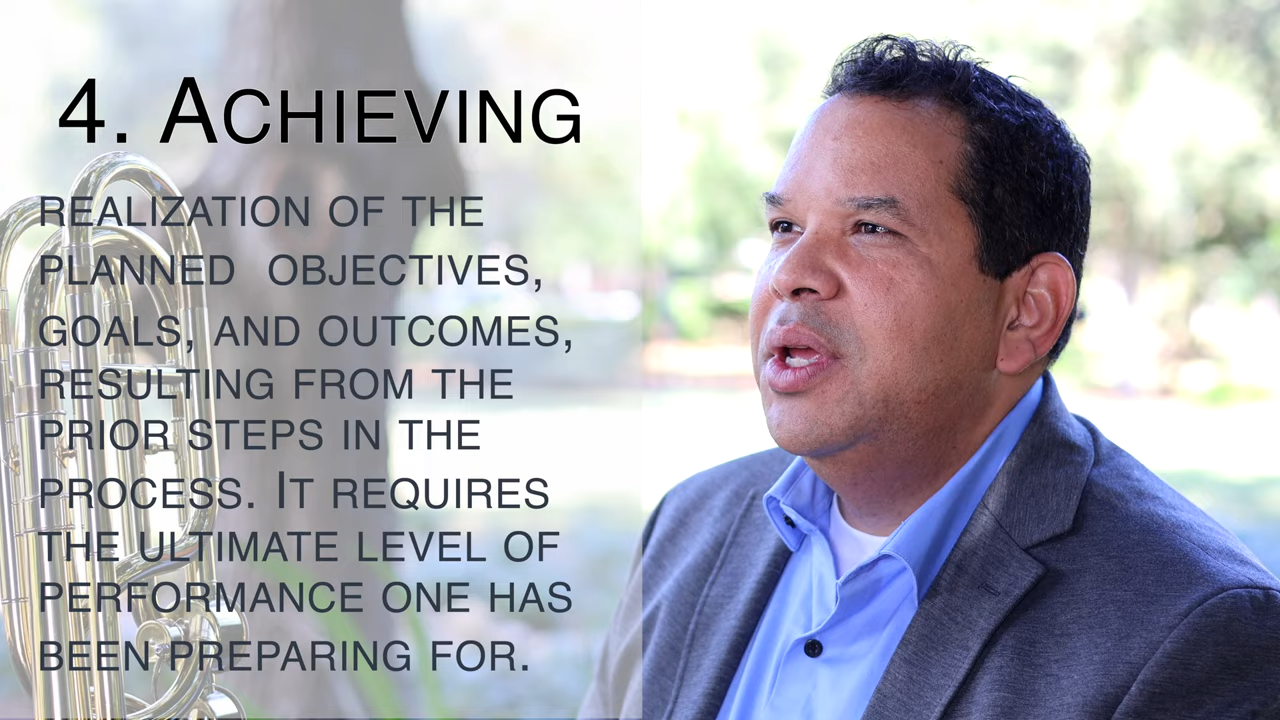 4. Achieving
realization of the
planned objectives,
goals, and outcomes,
resulting from the
prior steps in the
process. It requires
the ultimate level of
performance one has
been preparing for.